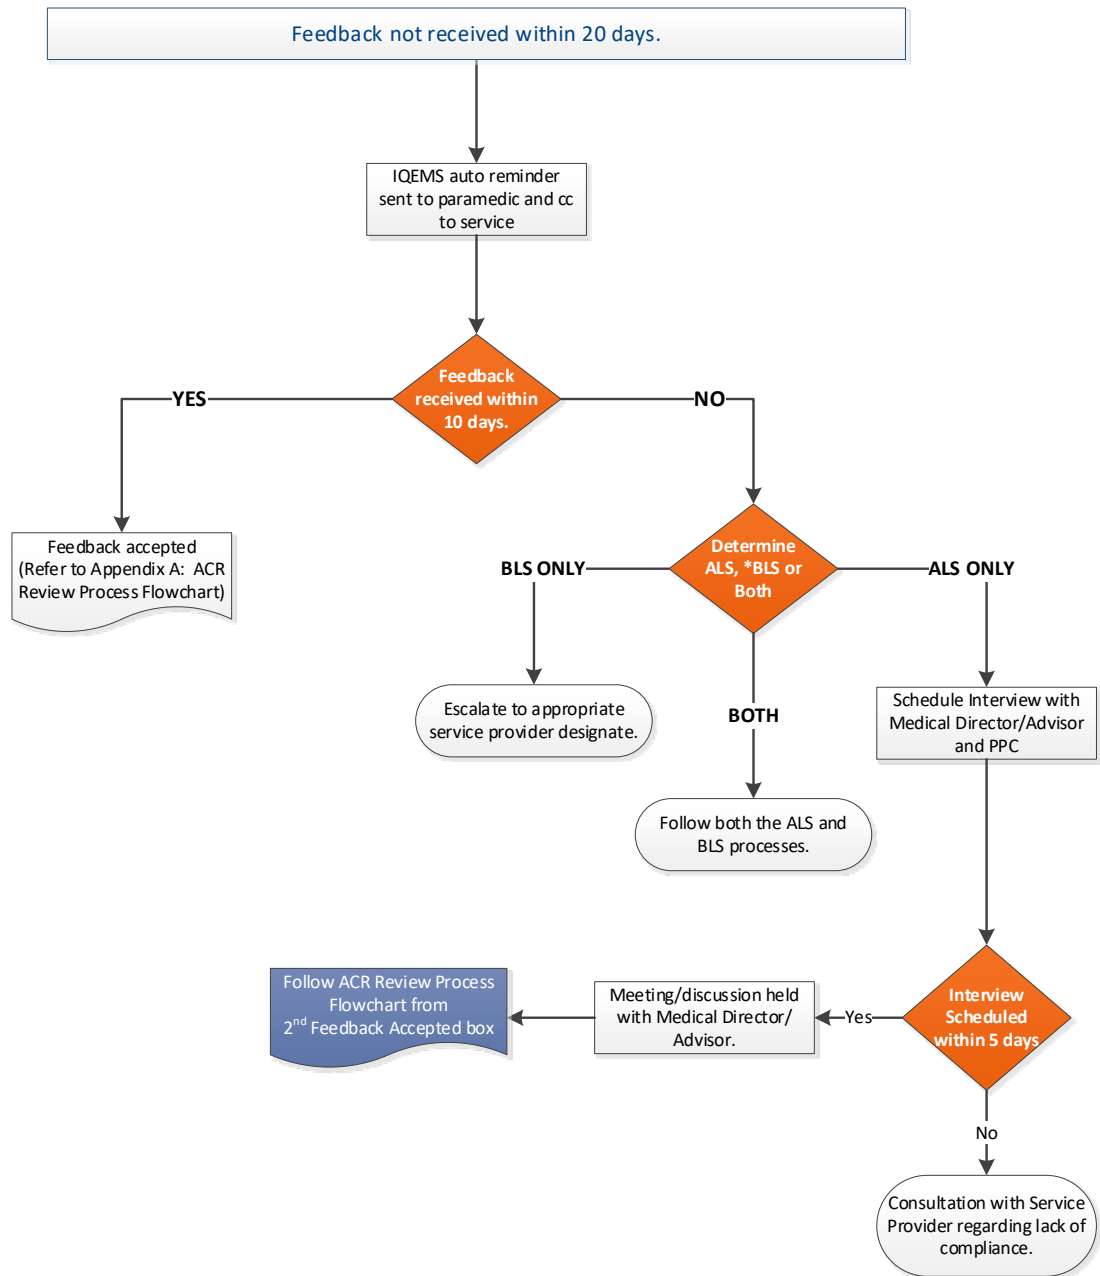 Feedback not received within 20 days.
IQEMS auto reminder
sent to paramedic and cc
to service
Feedback
received within
10 days.
YES
NO
Feedback accepted
(Refer to Appendix A: ACR
Review Process Flowchart)
Determine
ALS, *BLS or
Both
BLS ONLY
ALS ONLY
BOTH
Escalate to appropriate
service provider designate.
Schedule Interview with
Medical Director/Advisor
and PPC
Follow both the ALS and
BLS processes.
Interview
Scheduled
within 5 days
Yes
Meeting/discussion held
with Medical Director/
Advisor.
Follow ACR Review Process
Flowchart from
2nd Feedback Accepted box
No
Consultation with Service
Provider regarding lack of
compliance.